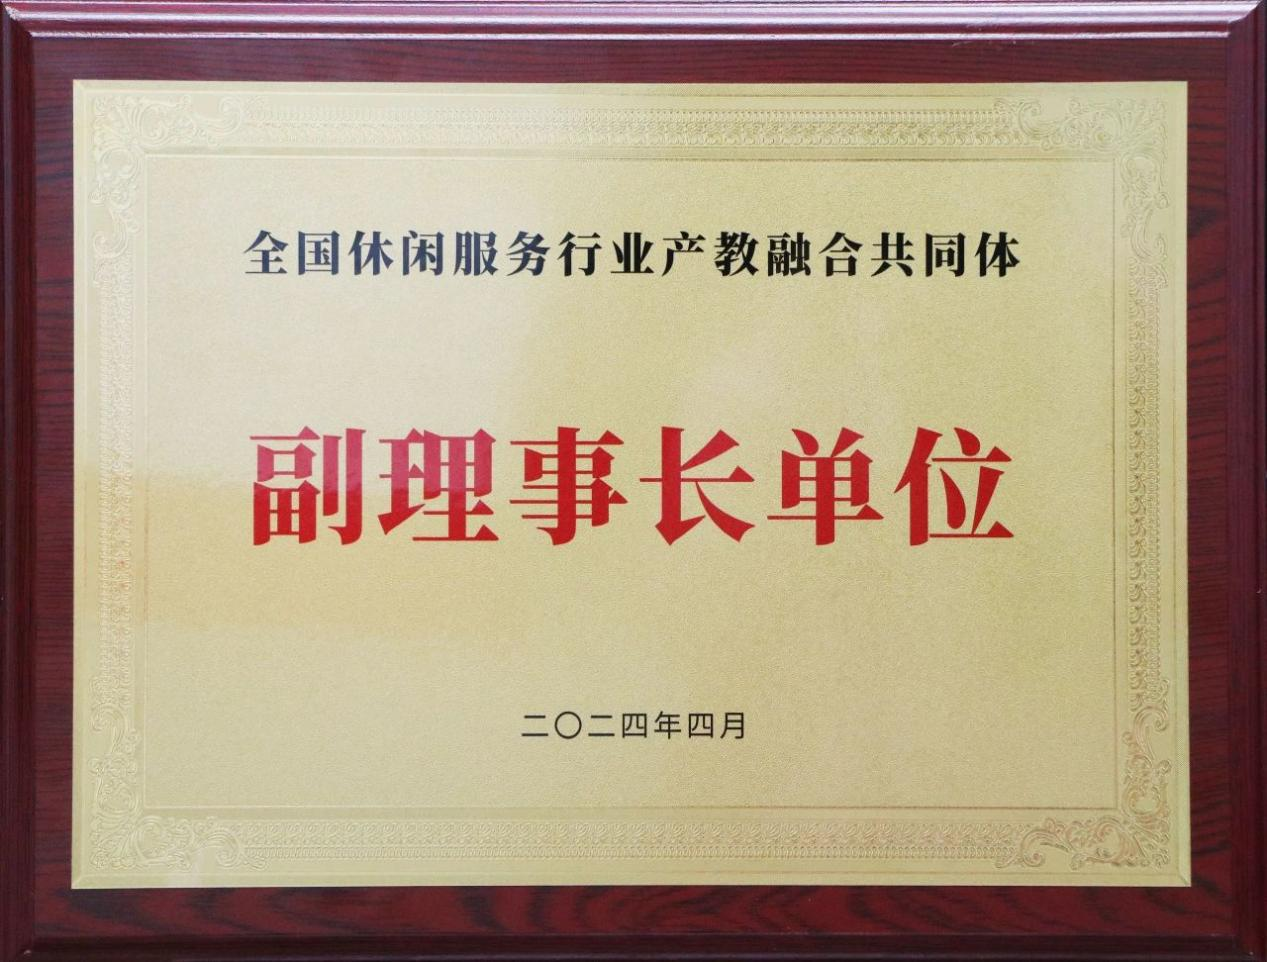 全国休闲服务行业产教融合共同体
副理事长单位
二〇二四年四月